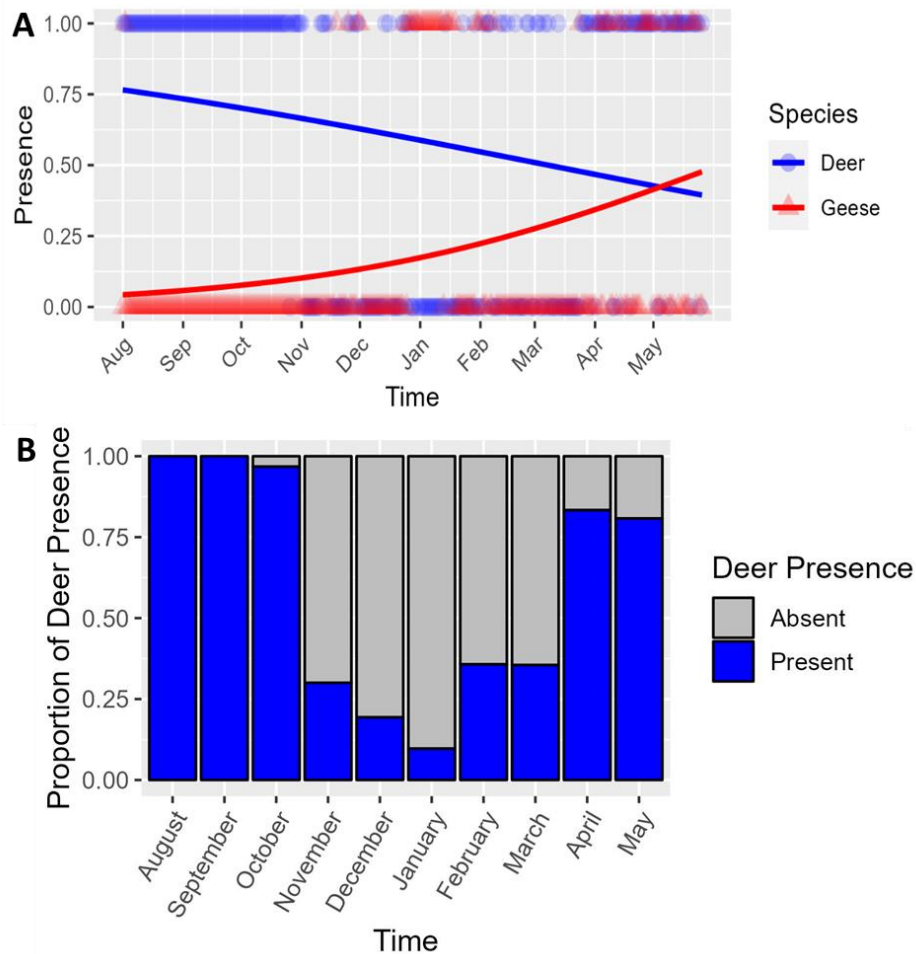 A
1.00
0.75
0.50
0.25
0.00
Presence
Aug
Sep
Oct
Nov
Dec
Jan
Feb
Mar
Apr
May
Time
Species
Deer
Geese
B
1.00
0.75
0.50
0.25
0.00
Proportion of Deer Presence
August
September
October
November
December
January
February
March
April
May
Time
Deer Presence
Absent
Present